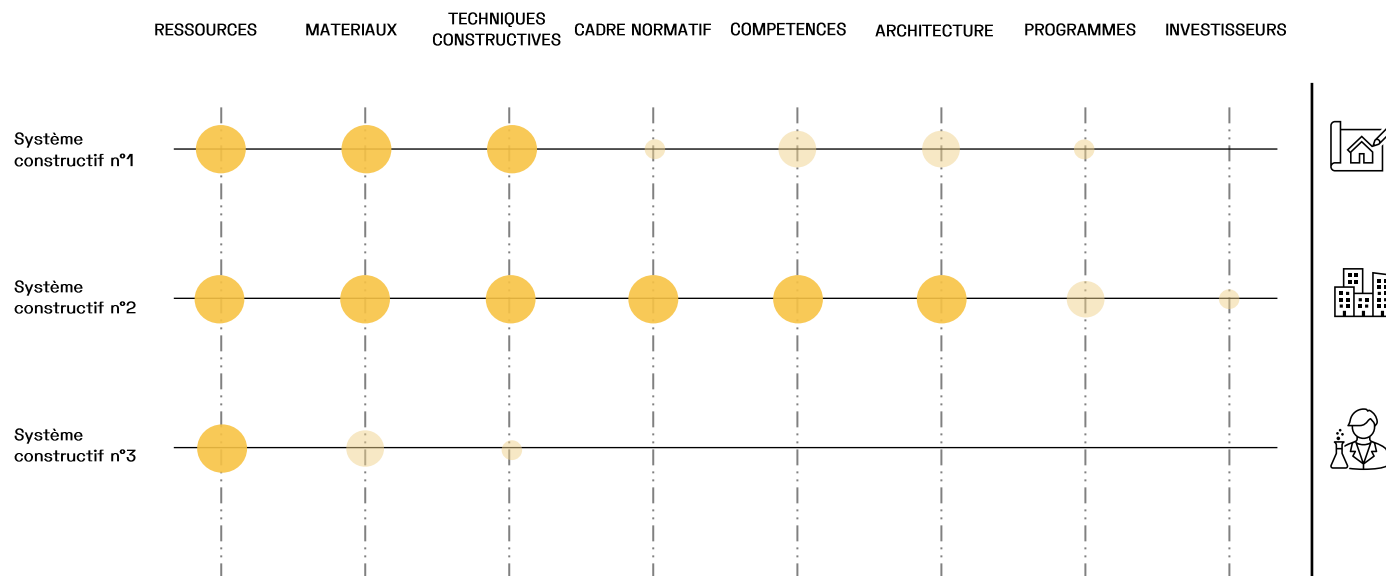 RESSOURCES
MATERIAUX
TECHNIQUES
CONSTRUCTIVES
CADRE NORMATIF
COMPETENCES
ARCHITECTURE
PROGRAMMES
INVESTISSEURS
Système
constructif n°1
Système
constructif n°2
Système
constructif n°3